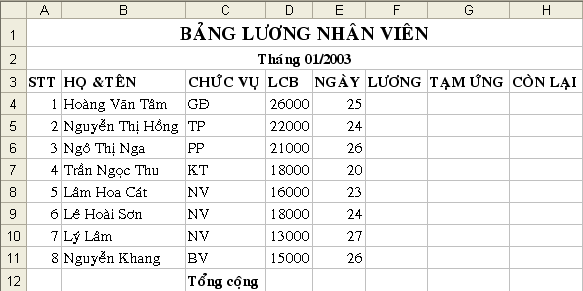 A B C D E F G H
1 BẢNG LƯƠNG NHÂN VIÊN
2 Tháng 01/2003
3 STT HỌ &TÊN CHỨC VỤ LCB NGÀY LƯƠNG TẠM ỨNG CÒN LẠI
4 1 Hoàng Văn Tâm GĐ 26000 25
5 2 Nguyễn Thị Hồng TP 22000 24
6 3 Ngô Thị Nga PP 21000 26
7 4 Trần Ngọc Thu KT 18000 20
8 5 Lâm Hoa Cát NV 16000 23
9 6 Lê Hoài Sơn NV 18000 24
10 7 Lý Lâm NV 13000 27
11 8 Nguyễn Khang BV 15000 26
12 Tổng cộng